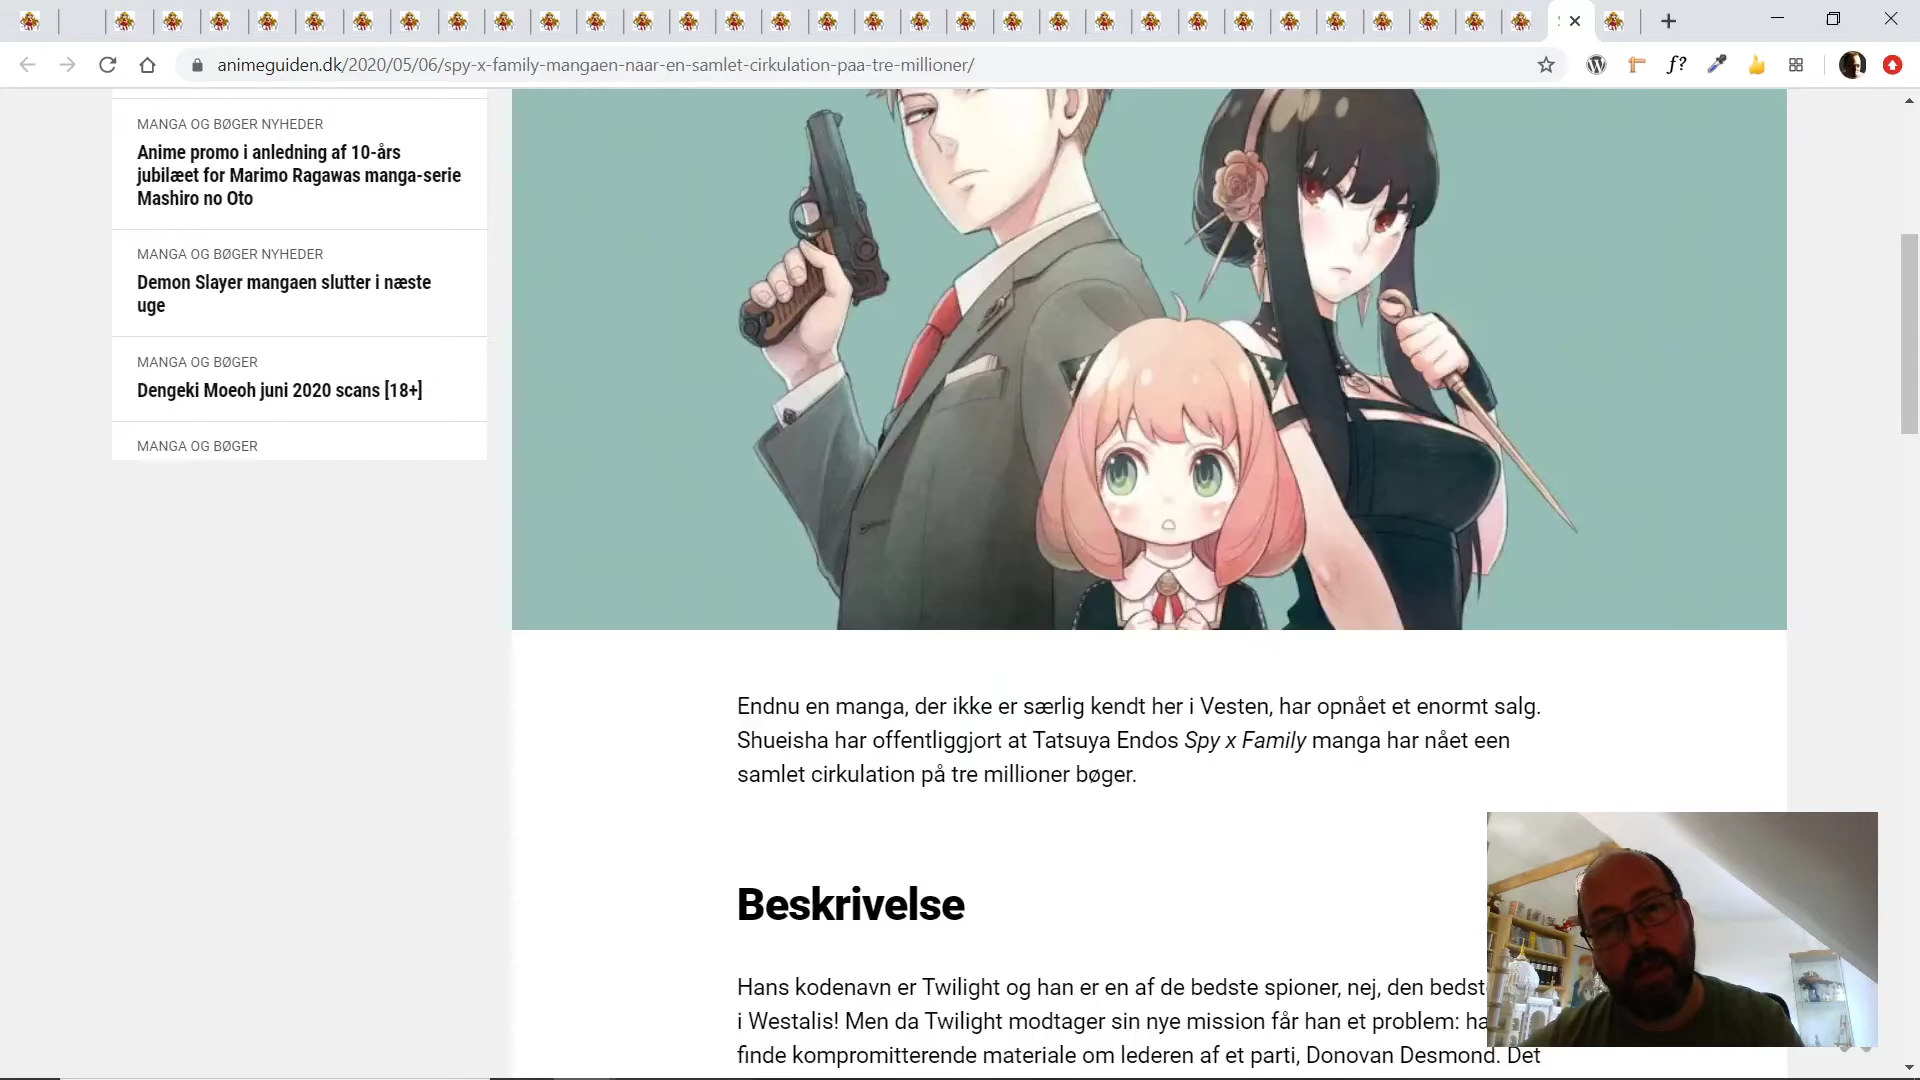 animeguiden.dk/2020/05/06/spy-x-family-mangaen-naar-en-samlet-cirkulation-paa-tre-millioner/
f?
MANGA OG BØGER NYHEDER
Anime promo i anledning af 10-års
jubilæet for Marimo Ragawas manga-serie
Mashiro no Oto
MANGA OG BØGER NYHEDER
Demon Slayer mangaen slutter i næste
uge
MANGA OG BØGER
Dengeki Moeoh juni 2020 scans [18+]
MANGA OG BØGER
Endnu en manga, der ikke er særlig kendt her i Vesten, har opnået et enormt salg.
Shueisha har offentliggjort at Tatsuya Endos Spy x Family manga har nået een
samlet cirkulation på tre millioner bøger.
Beskrivelse
Hans kodenavn er Twilight og han er en af de bedste spioner, nej, den
i Westalis! Men da Twilight modtager sin nye mission får han et problem:
finde kompromitterende materiale om lederen af et parti, Donovan Desmond. Det